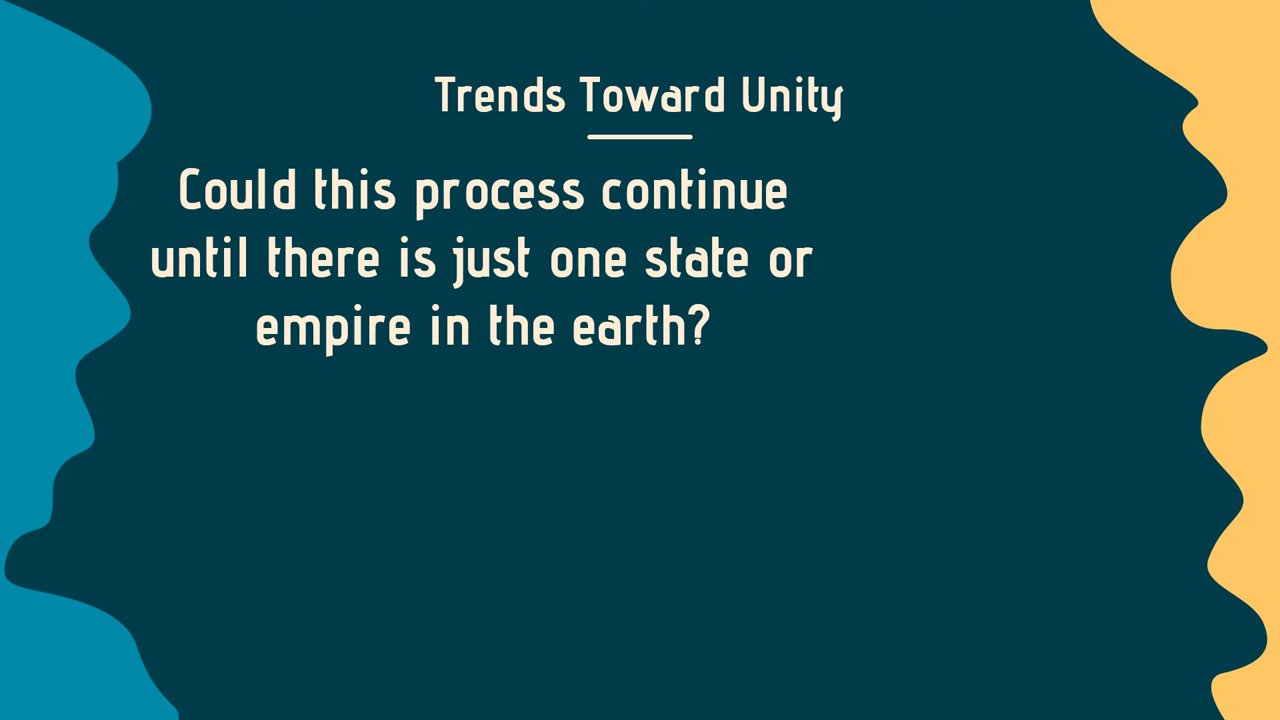 Trends Toward Unity
Could this process continue
until there is just one state or
empire in the earth?